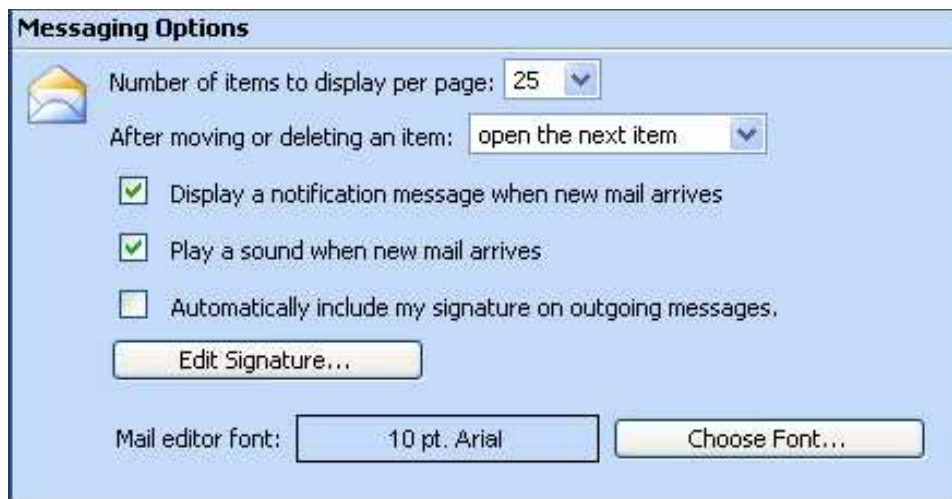 Messaging Options
Number of items to display per page: 25
After moving or deleting an item: open the next item
Display a notification message when new mail arrives
Play a sound when new mail arrives
Automatically include my signature on outgoing messages.
Edit Signature...
Mail editor font: 10 pt. Arial Choose Font...